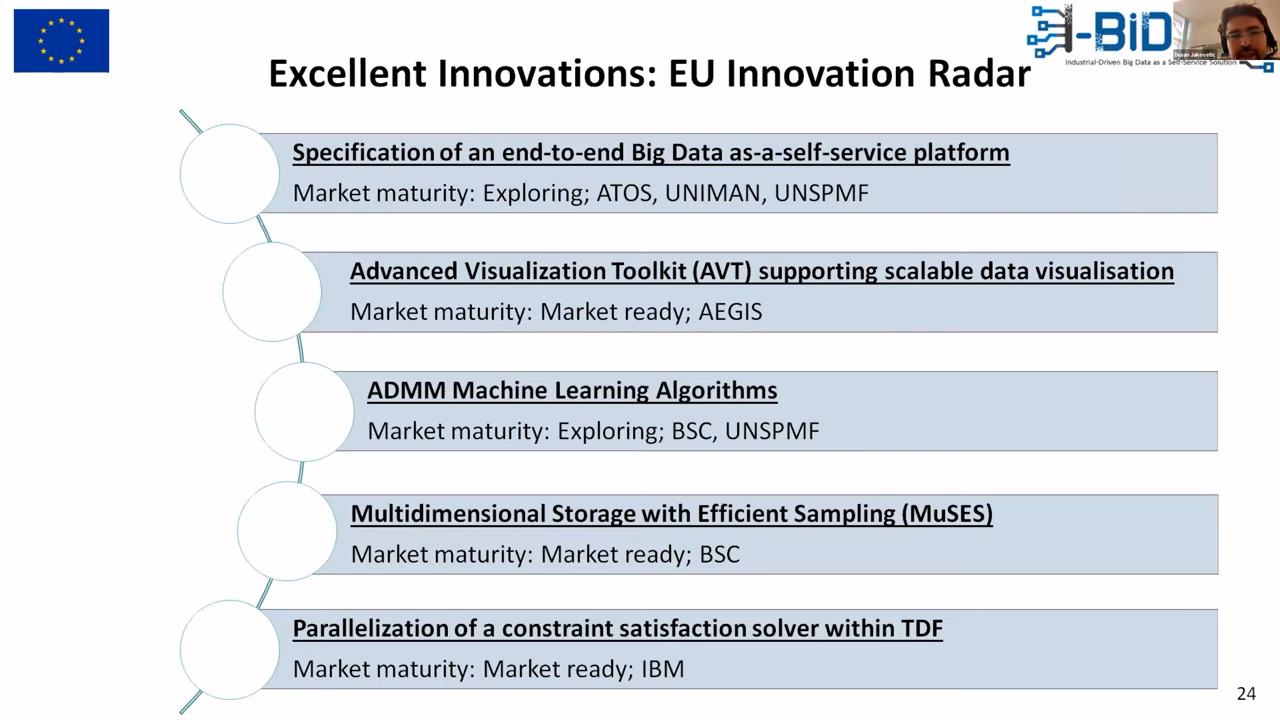 I-BiD
Dusan Jakovetic
Industrial-Driven Big Data as a Self-Service Solution
Excellent Innovations: EU Innovation Radar
Specification of an end-to-end Big Data as-a-self-service platform
Market maturity: Exploring; ATOS, UNIMAN, UNSPMF
Advanced Visualization Toolkit (AVT) supporting scalable data visualisation
Market maturity: Market ready; AEGIS
ADMM Machine Learning Algorithms
Market maturity: Exploring; BSC, UNSPMF
Multidimensional Storage with Efficient Sampling (MuSES)
Market maturity: Market ready; BSC
Parallelization of a constraint satisfaction solver within TDF
Market maturity: Market ready; IBM
24